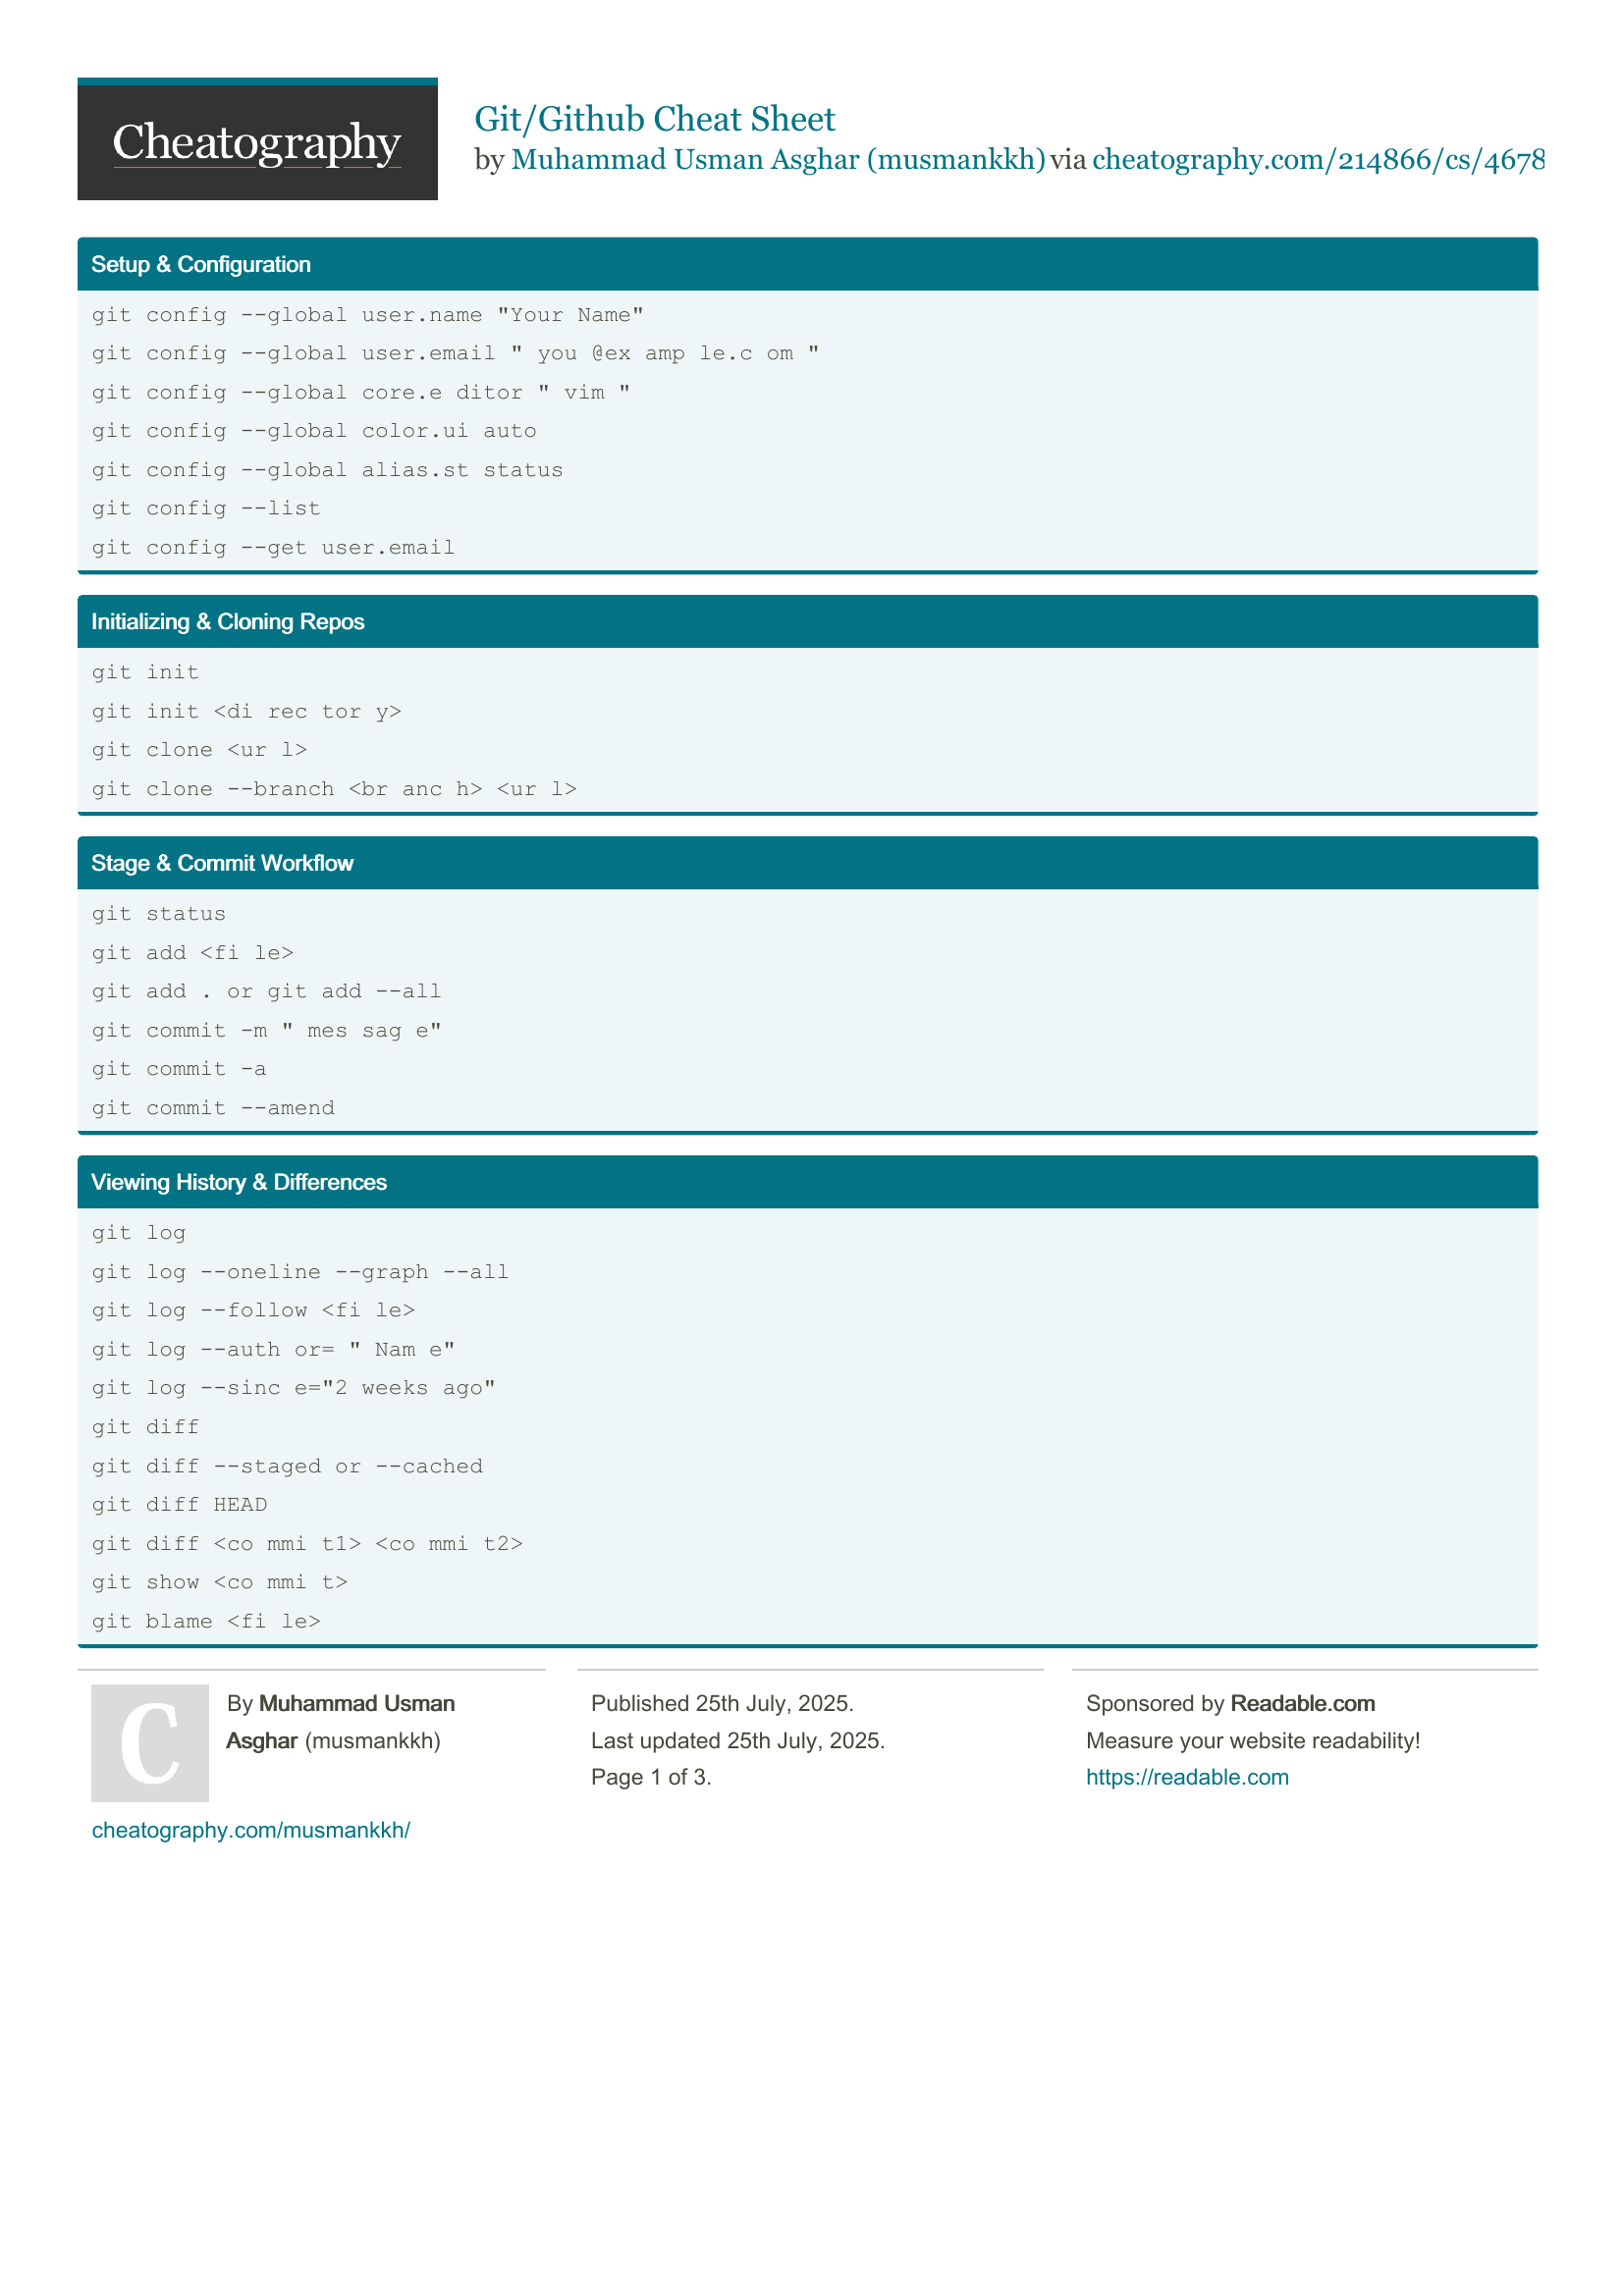 Cheatography
Git/Github Cheat Sheet
by Muhammad Usman Asghar (musmankkh) via cheatography.com/214866/cs/4678
Setup & Configuration
git config --global user.name "Your Name"
git config --global user.email " you @ex amp le.c om "
git config --global core.e ditor " vim "
git config --global color.ui auto
git config --global alias.st status
git config --list
git config --get user.email
Initializing & Cloning Repos
git init
git init <di rec tor y>
git clone <ur l>
git clone --branch <br anc h> <ur l>
Stage & Commit Workflow
git status
git add <fi le>
git add . or git add --all
git commit -m " mes sag e"
git commit -a
git commit --amend
Viewing History & Differences
git log
git log --oneline --graph --all
git log --follow <fi le>
git log --auth or= " Nam e"
git log --sinc e="2 weeks ago"
git diff
git diff --staged or --cached
git diff HEAD
git diff <co mmi t1> <co mmi t2>
git show <co mmi t>
git blame <fi le>
C
By Muhammad Usman
Asghar (musmankkh)
cheatography.com/musmankkh/
Published 25th July, 2025.
Last updated 25th July, 2025.
Page 1 of 3.
Sponsored by Readable.com
Measure your website readability!
https://readable.com